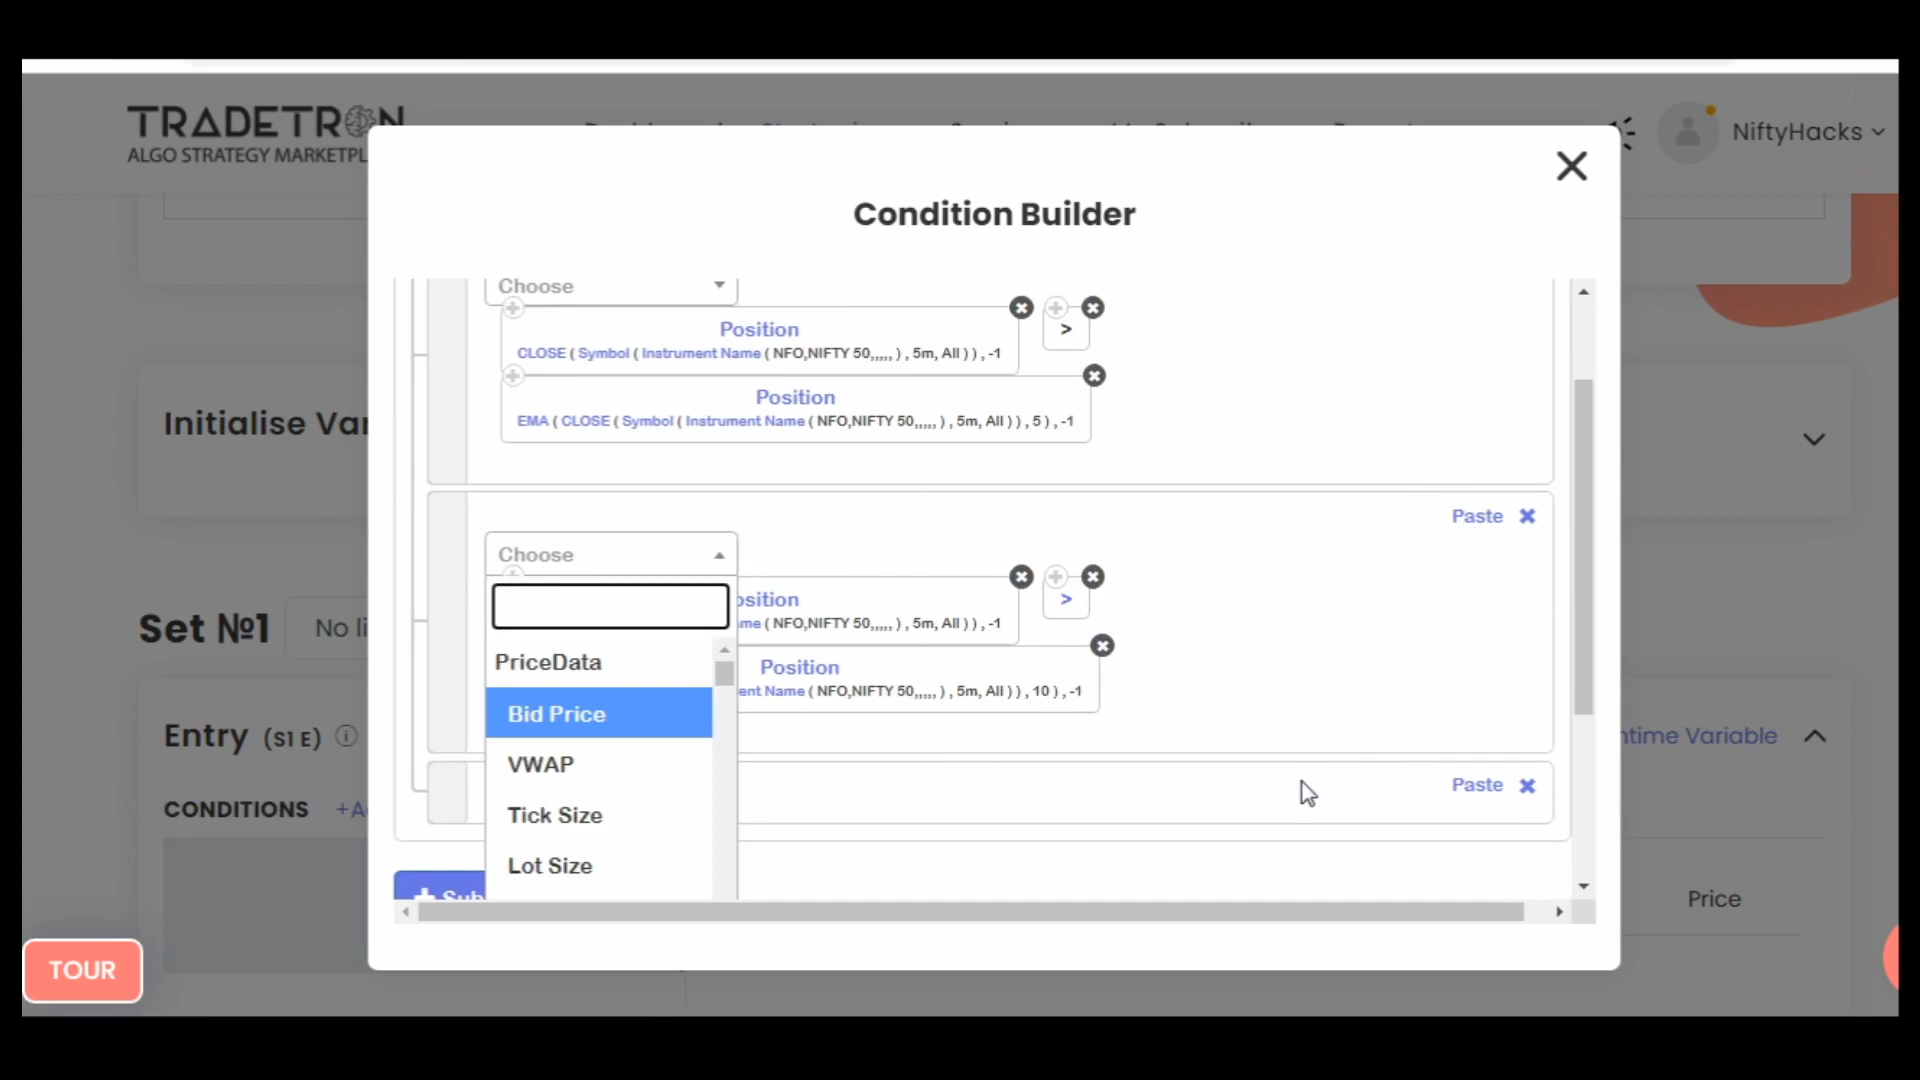 TRADETRON
ALGO STRATEGY MARKETPL
NiftyHacks
Condition Builder
Choose
Position
>
CLOSE ( Symbol ( Instrument Name ( NFO,NIFTY 50,,,,, ) , 5m, All ) ) , -1
Position
EMA ( CLOSE ( Symbol ( Instrument Name ( NFO,NIFTY 50,,,,, ) , 5m, All ) ) , 5 ) , -1
Initialise Var
Paste
Choose
osition
>
me ( NFO,NIFTY 50,,,,, ) , 5m, All ) ) , -1
Set №1
No li
PriceData
Position
ent Name ( NFO,NIFTY 50,,,,, ) , 5m, All ) ) , 10 ) , -1
Bid Price
Entry (S1 E)
ntime Variable
VWAP
Paste
CONDITIONS +A
Tick Size
Lot Size
+ Sub
Price
TOUR